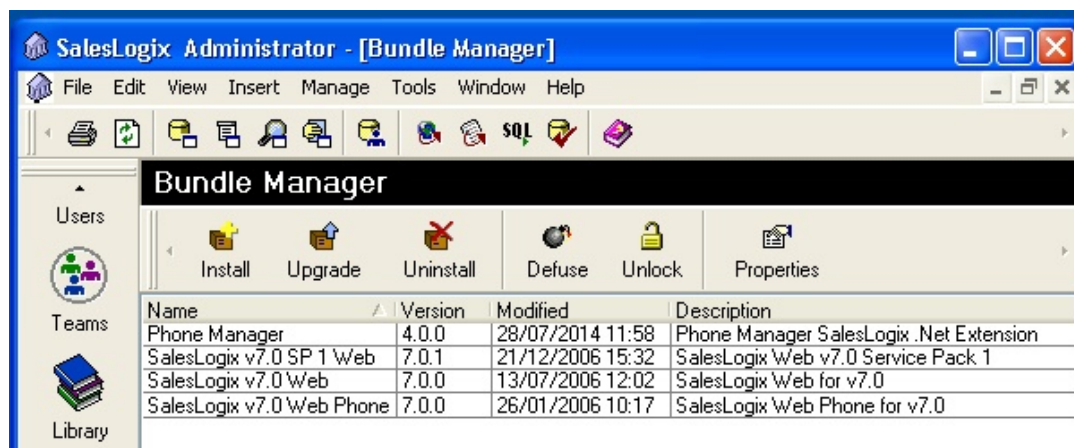 SalesLogix Administrator - [Bundle Manager]
File Edit View Insert Manage Tools Window Help
SQL
Bundle Manager
Users
Install Upgrade Uninstall Defuse Unlock Properties
Teams
Name Version Modified Description
Phone Manager 4.0.0 28/07/2014 11:58 Phone Manager SalesLogix .Net Extension
SalesLogix v7.0 SP 1 Web 7.0.1 21/12/2006 15:32 SalesLogix Web v7.0 Service Pack 1
SalesLogix v7.0 Web 7.0.0 13/07/2006 12:02 SalesLogix Web for v7.0
SalesLogix v7.0 Web Phone 7.0.0 26/01/2006 10:17 SalesLogix Web Phone for v7.0
Library